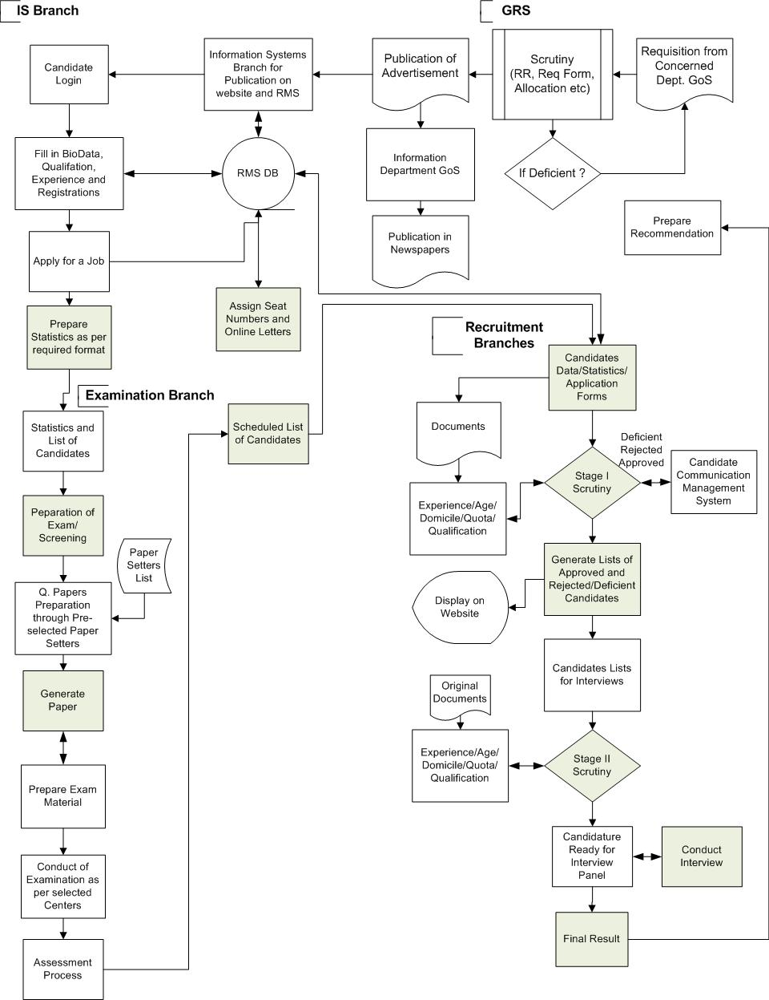 IS Branch
GRS
Candidate
Login
Information Systems
Branch for
Publication on
website and RMS
Publication of
Advertisement
Scrutiny
(RR, Req Form,
Allocation etc)
Requisition from
Concerned
Dept. GoS
Fill in BioData,
Qualifation,
Experience and
Registrations
RMS DB
Information
Department GoS
If Deficient ?
Prepare
Recommendation
Publication in
Newspapers
Apply for a Job
Assign Seat
Numbers and
Online Letters
Prepare
Statistics as per
required format
Recruitment
Branches
Candidates
Data/Statistics/
Application
Forms
Examination Branch
Statistics and
List of
Candidates
Scheduled List
of Candidates
Documents
Deficient
Rejected
Approved
Stage I
Scrutiny
Candidate
Communication
Management
System
Experience/Age/
Domicile/Quota/
Qualification
Peparation of
Exam/
Screening
Paper
Setters
List
Generate Lists of
Approved and
Rejected/Deficient
Candidates
Display on
Website
Q. Papers
Preparation
through Pre-
selected Paper
Setters
Candidates Lists
for Interviews
Generate
Paper
Original
Documents
Experience/Age/
Domicile/Quota/
Qualification
Stage II
Scrutiny
Prepare Exam
Material
Candidature
Ready for
Interview
Panel
Conduct
Interview
Conduct of
Examination as
per selected
Centers
Final Result
Assessment
Process